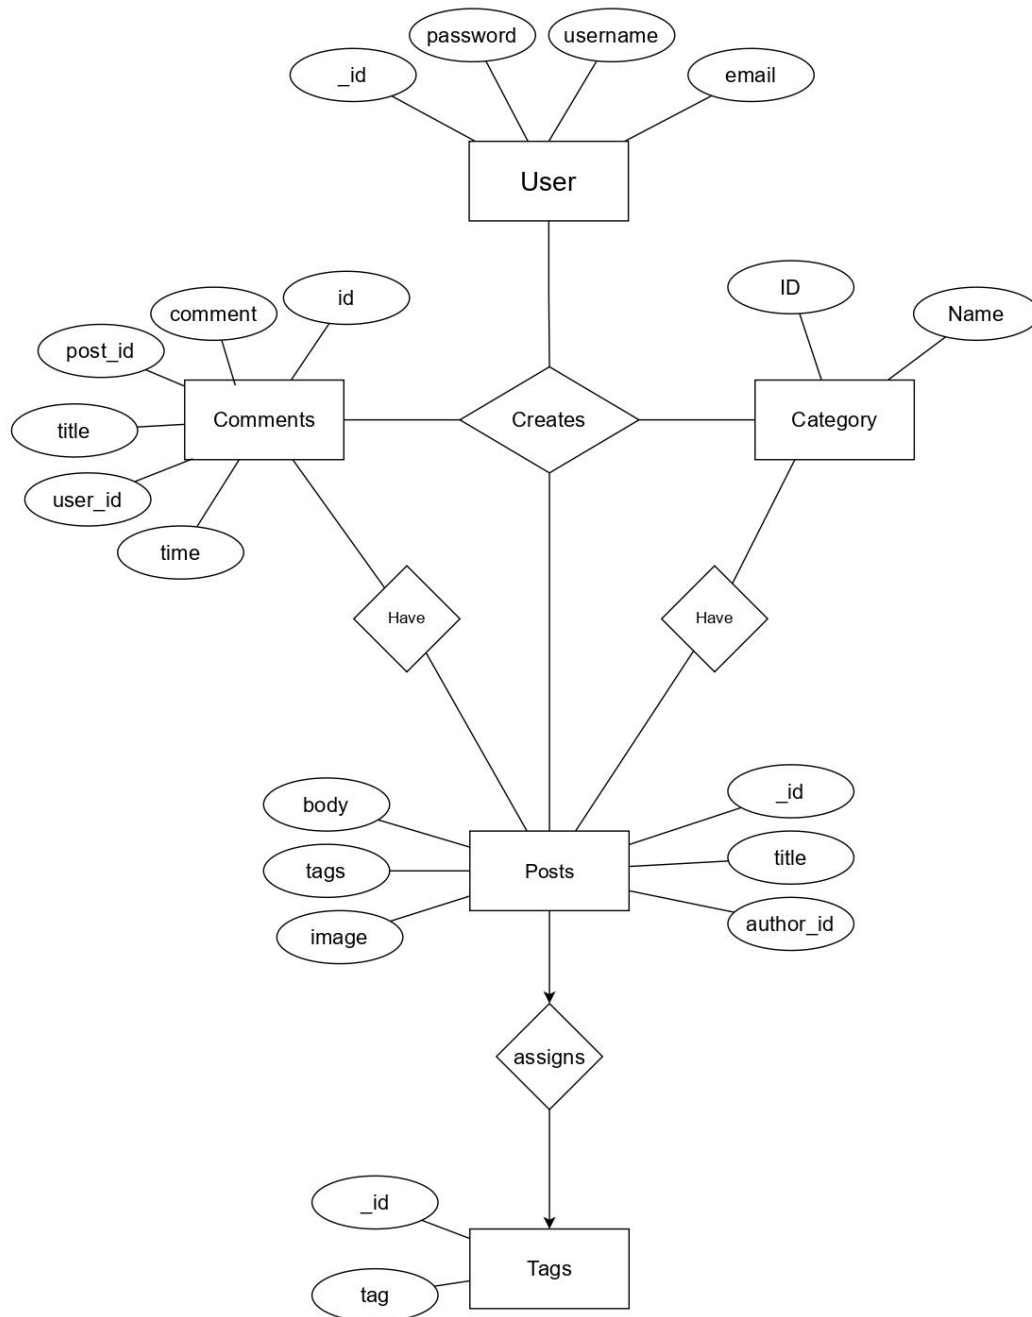 password
username
_id
email
User
id
ID
comment
Name
post_id
Comments
Creates
Category
title
user_id
time
Have
Have
body
_id
tags
Posts
title
image
author_id
assigns
_id
Tags
tag